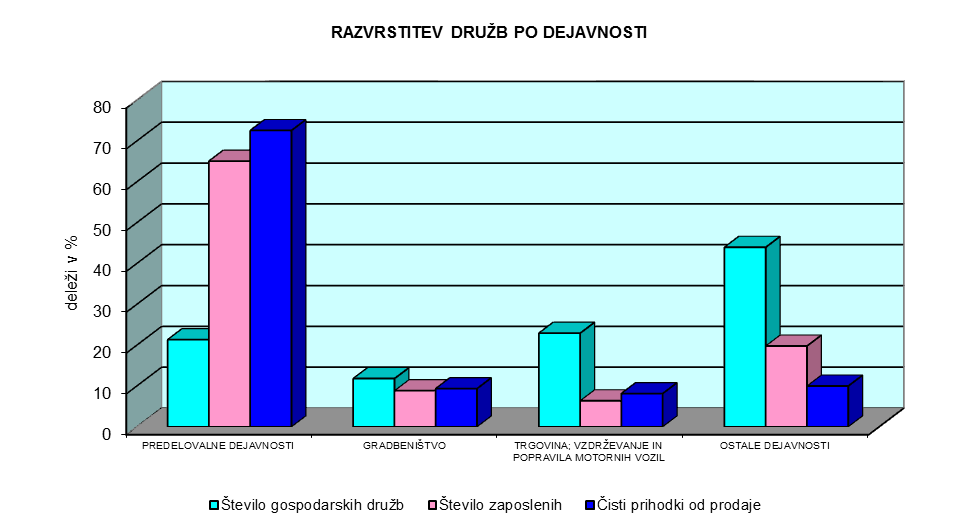 RAZVRSTITEV DRUŽB PO DEJAVNOSTI
deleži v %
80
70
60
50
40
30
20
10
0
PREDELOVALNE DEJAVNOSTI
GRADBENIŠTVO
TRGOVINA; VZDRŽEVANJE IN
POPRAVILA MOTORNIH VOZIL
OSTALE DEJAVNOSTI
Število gospodarskih družb
Število zaposlenih
Čisti prihodki od prodaje